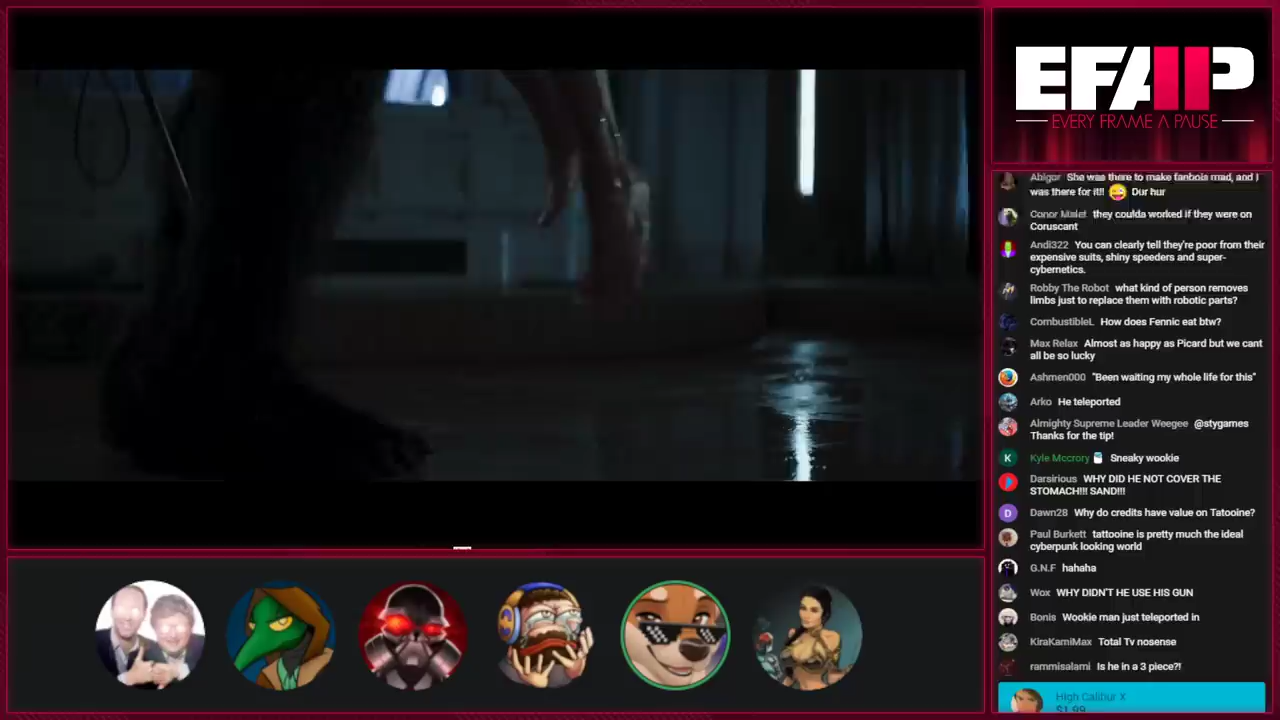 EFAP
EVERY FRAME A PAUSE
Abigor She was there to make fanbois mad, and I
was there for it!! 😜 Dur hur
Conor Malet they coulda worked if they were on
Coruscant
Andi322 You can clearly tell they're poor from their
expensive suits, shiny speeders and super-
cybernetics.
Robby The Robot what kind of person removes
limbs just to replace them with robotic parts?
CombustibleL How does Fennic eat btw?
Max Relax Almost as happy as Picard but we cant
all be so lucky
Ashmen000 "Been waiting my whole life for this"
Arko He teleported
Almighty Supreme Leader Weegee @stygames
Thanks for the tip!
K Kyle Mccrory Sneaky wookie
Darsirious WHY DID HE NOT COVER THE
STOMACH!!! SAND!!!
D Dawn28 Why do credits have value on Tatooine?
Paul Burkett tattooine is pretty much the ideal
cyberpunk looking world
G.N.F hahaha
Wox WHY DIDN'T HE USE HIS GUN
Bonis Wookie man just teleported in
KiraKamiMax Total Tv nosense
rammisalami Is he in a 3 piece?!
High Calibur X
$1.99